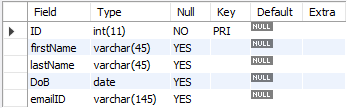 Field Type Null Key Default Extra
ID int(11) NO PRI NULL
firstName varchar(45) YES NULL
lastName varchar(45) YES NULL
DoB date YES NULL
emailID varchar(145) YES NULL